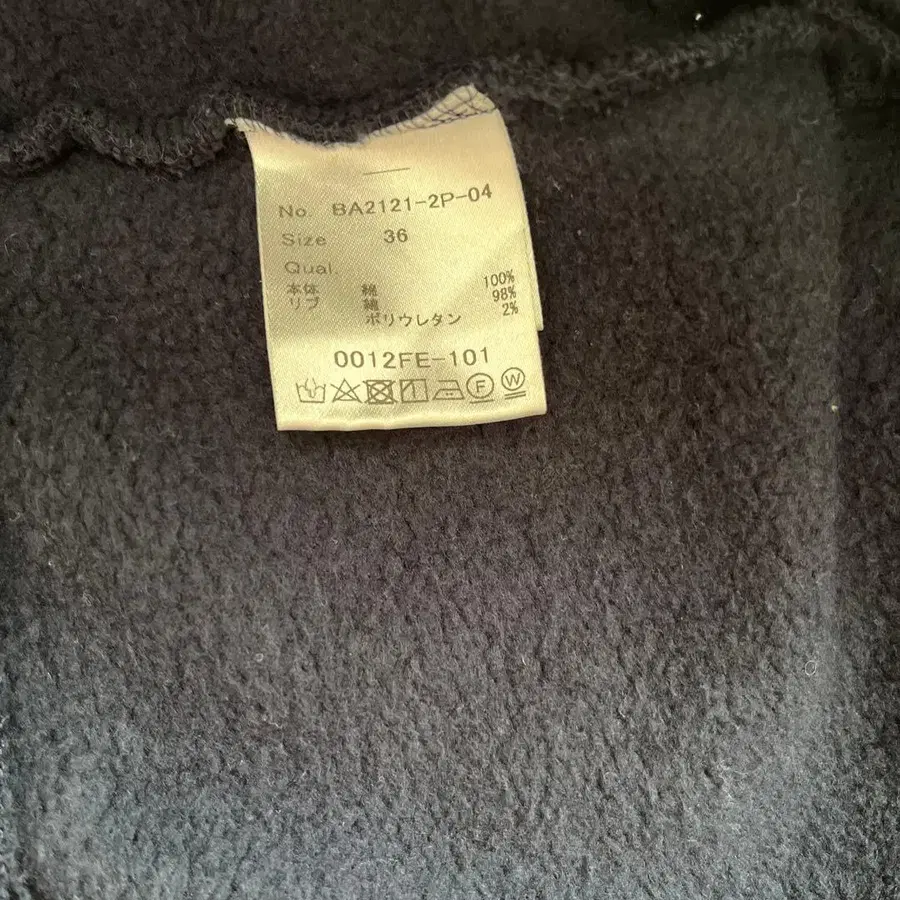 No. BA2121-2P-04
Size 36
Qual.
本体 綿 100%
リブ 綿 98%
ポリウレタン 2%
0012FE-101
F W